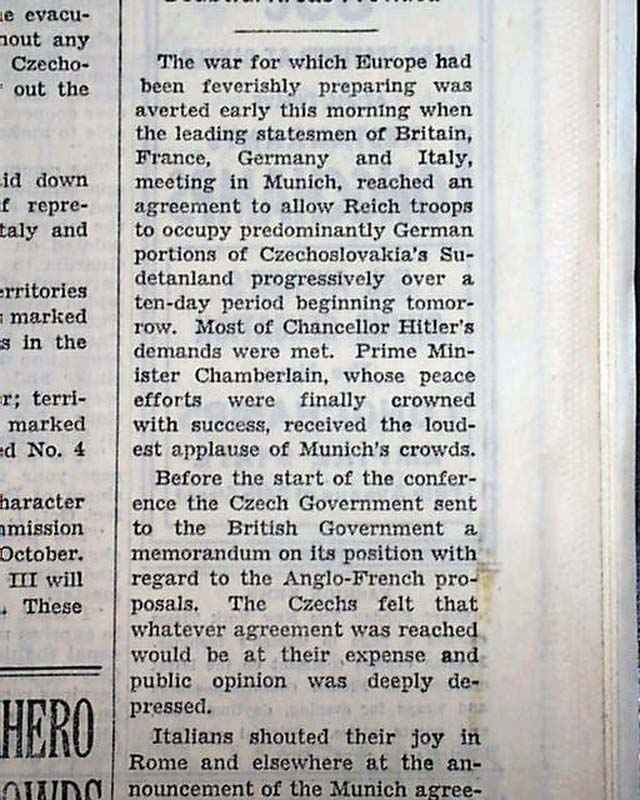 e evacu-
hout any
Czecho-
out the
id down
f repre-
taly and
erritories
marked
s in the
r; terri-
marked
ed No. 4
haracter
mmission
October.
III will
. These
HERO
OWDS
The war for which Europe had
been feverishly preparing was
averted early this morning when
the leading statesmen of Britain,
France, Germany and Italy,
meeting in Munich, reached an
agreement to allow Reich troops
to occupy predominantly German
portions of Czechoslovakia's Su-
detanland progressively over a
ten-day period beginning tomor-
row. Most of Chancellor Hitler's
demands were met. Prime Min-
ister Chamberlain, whose peace
efforts were finally crowned
with success, received the loud-
est applause of Munich's crowds.
Before the start of the confer-
ence the Czech Government sent
to the British Government a
memorandum on its position with
regard to the Anglo-French pro-
posals. The Czechs felt that
whatever agreement was reached
would be at their expense and
public opinion was deeply de-
pressed.
Italians shouted their joy in
Rome and elsewhere at the an-
nouncement of the Munich agree-